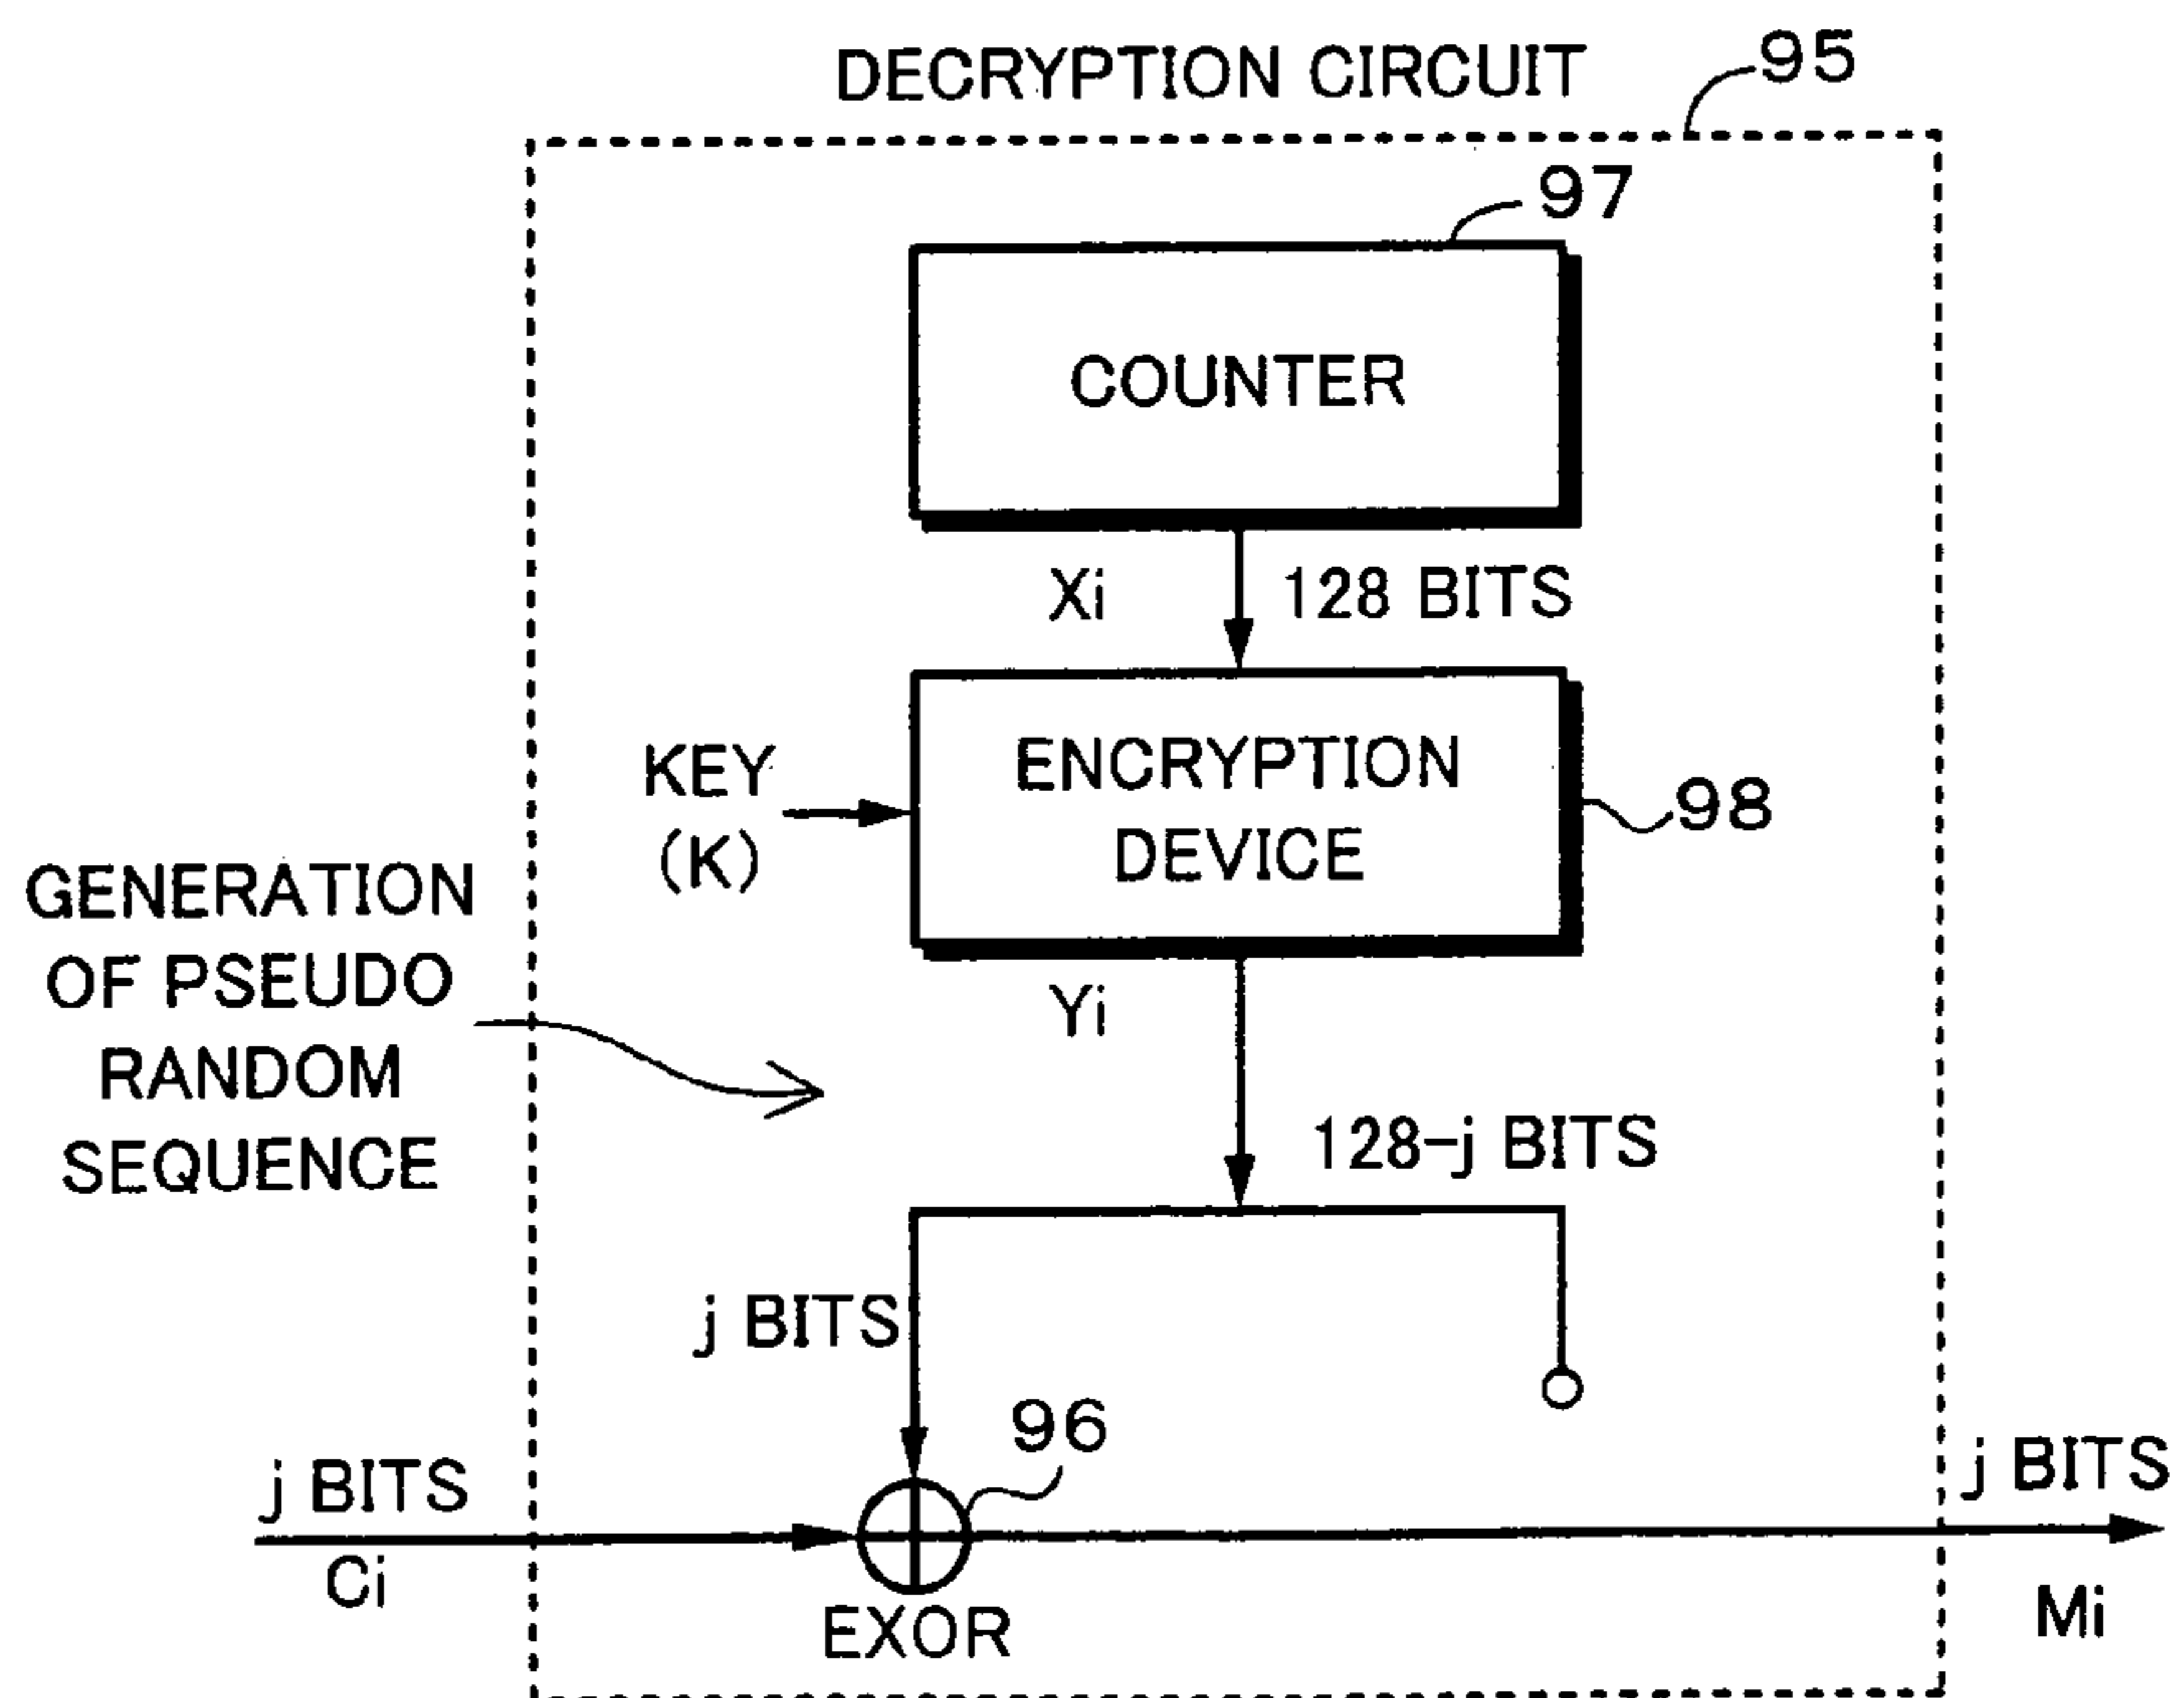 DECRYPTION CIRCUIT
95
97
COUNTER
Xi
128 BITS
KEY
(K)
ENCRYPTION
DEVICE
98
GENERATION
OF PSEUDO
RANDOM
SEQUENCE
Yi
128-j BITS
j BITS
96
j BITS
Ci
EXOR
j BITS
Mi